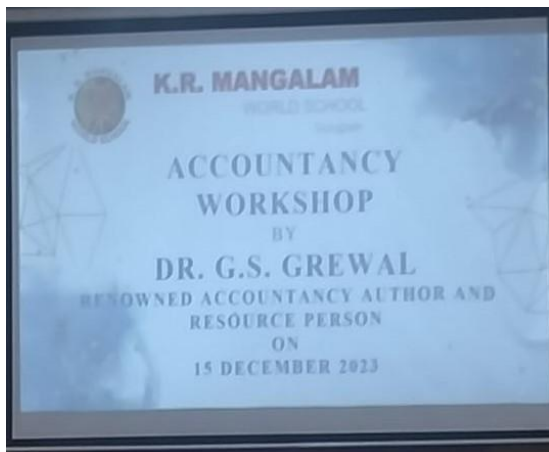 K.R. MANGALAM
WORLD SCHOOL
ACCOUNTANCY
WORKSHOP
BY
DR. G.S. GREWAL
RENOWNED ACCOUNTANCY AUTHOR AND
RESOURCE PERSON
ON
15 DECEMBER 2023